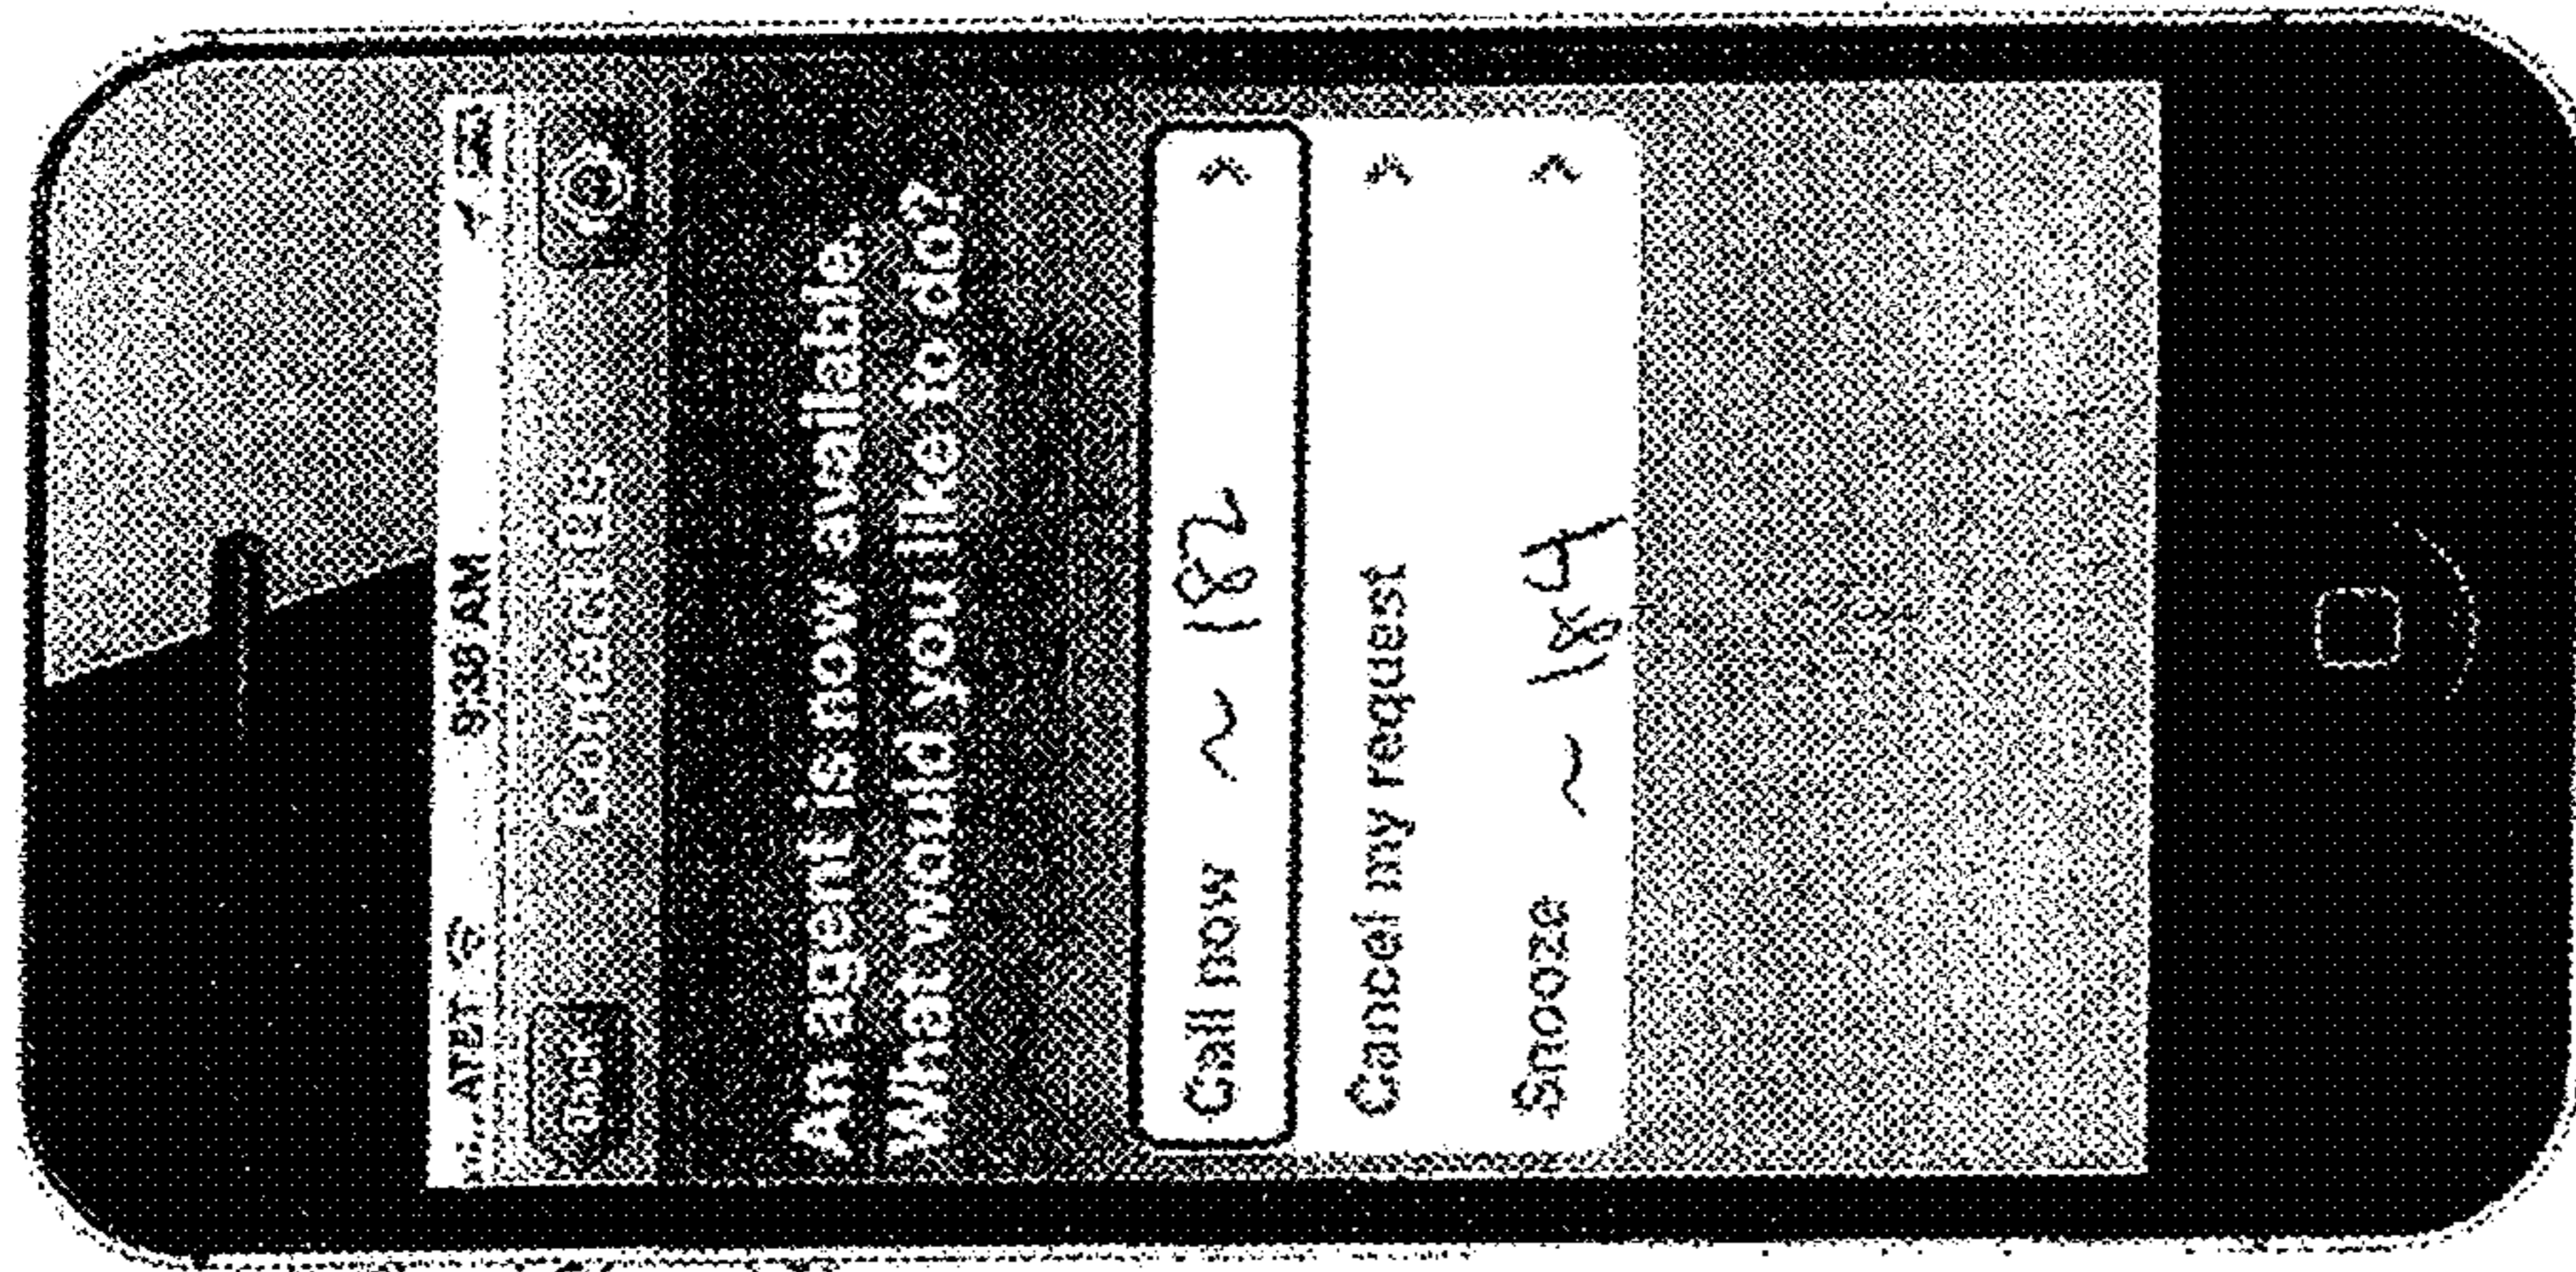 AT&T 9:36 AM
Back Contact Us
An agent is now available.
What would you like to do?
Call now ~ 182 >
Cancel my request >
Snooze ~ 184 >